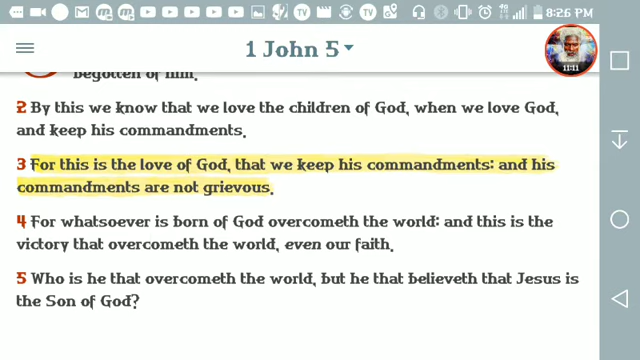 TV TV 4G 8:26 PM
1 John 5
11:11
begotten of him.
2 By this we know that we love the children of God, when we love God,
and keep his commandments.
3 For this is the love of God, that we keep his commandments: and his
commandments are not grievous.
4 For whatsoever is born of God overcometh the world: and this is the
victory that overcometh the world, even our faith.
5 Who is he that overcometh the world, but he that believeth that Jesus is
the Son of God?